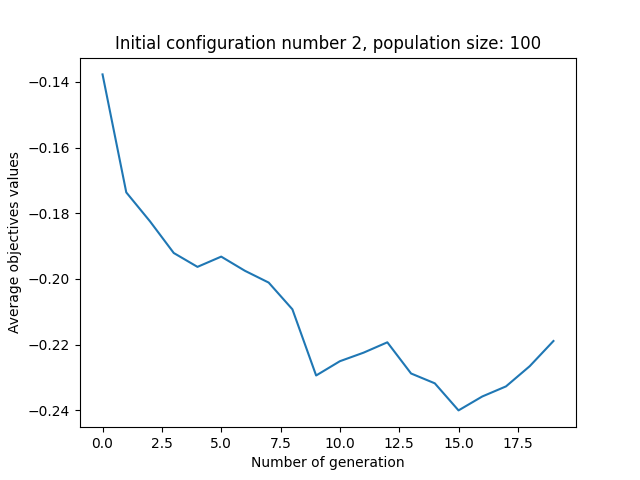 Initial configuration number 2, population size: 100
Average objectives values
−0.14
−0.16
−0.18
−0.20
−0.22
−0.24
0.0 2.5 5.0 7.5 10.0 12.5 15.0 17.5
Number of generation